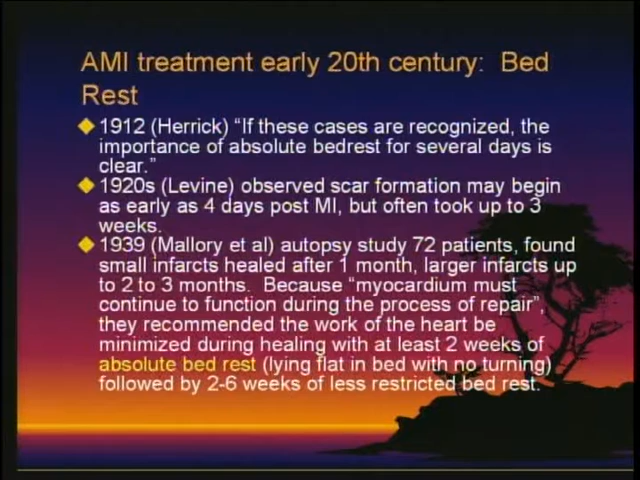 AMI treatment early 20th century:  Bed
Rest
1912 (Herrick) “If these cases are recognized, the
importance of absolute bedrest for several days is
clear.”
1920s (Levine) observed scar formation may begin
as early as 4 days post MI, but often took up to 3
weeks.
1939 (Mallory et al) autopsy study 72 patients, found
small infarcts healed after 1 month, larger infarcts up
to 2 to 3 months.  Because “myocardium must
continue to function during the process of repair”,
they recommended the work of the heart be
minimized during healing with at least 2 weeks of
absolute bed rest (lying flat in bed with no turning)
followed by 2-6 weeks of less restricted bed rest.